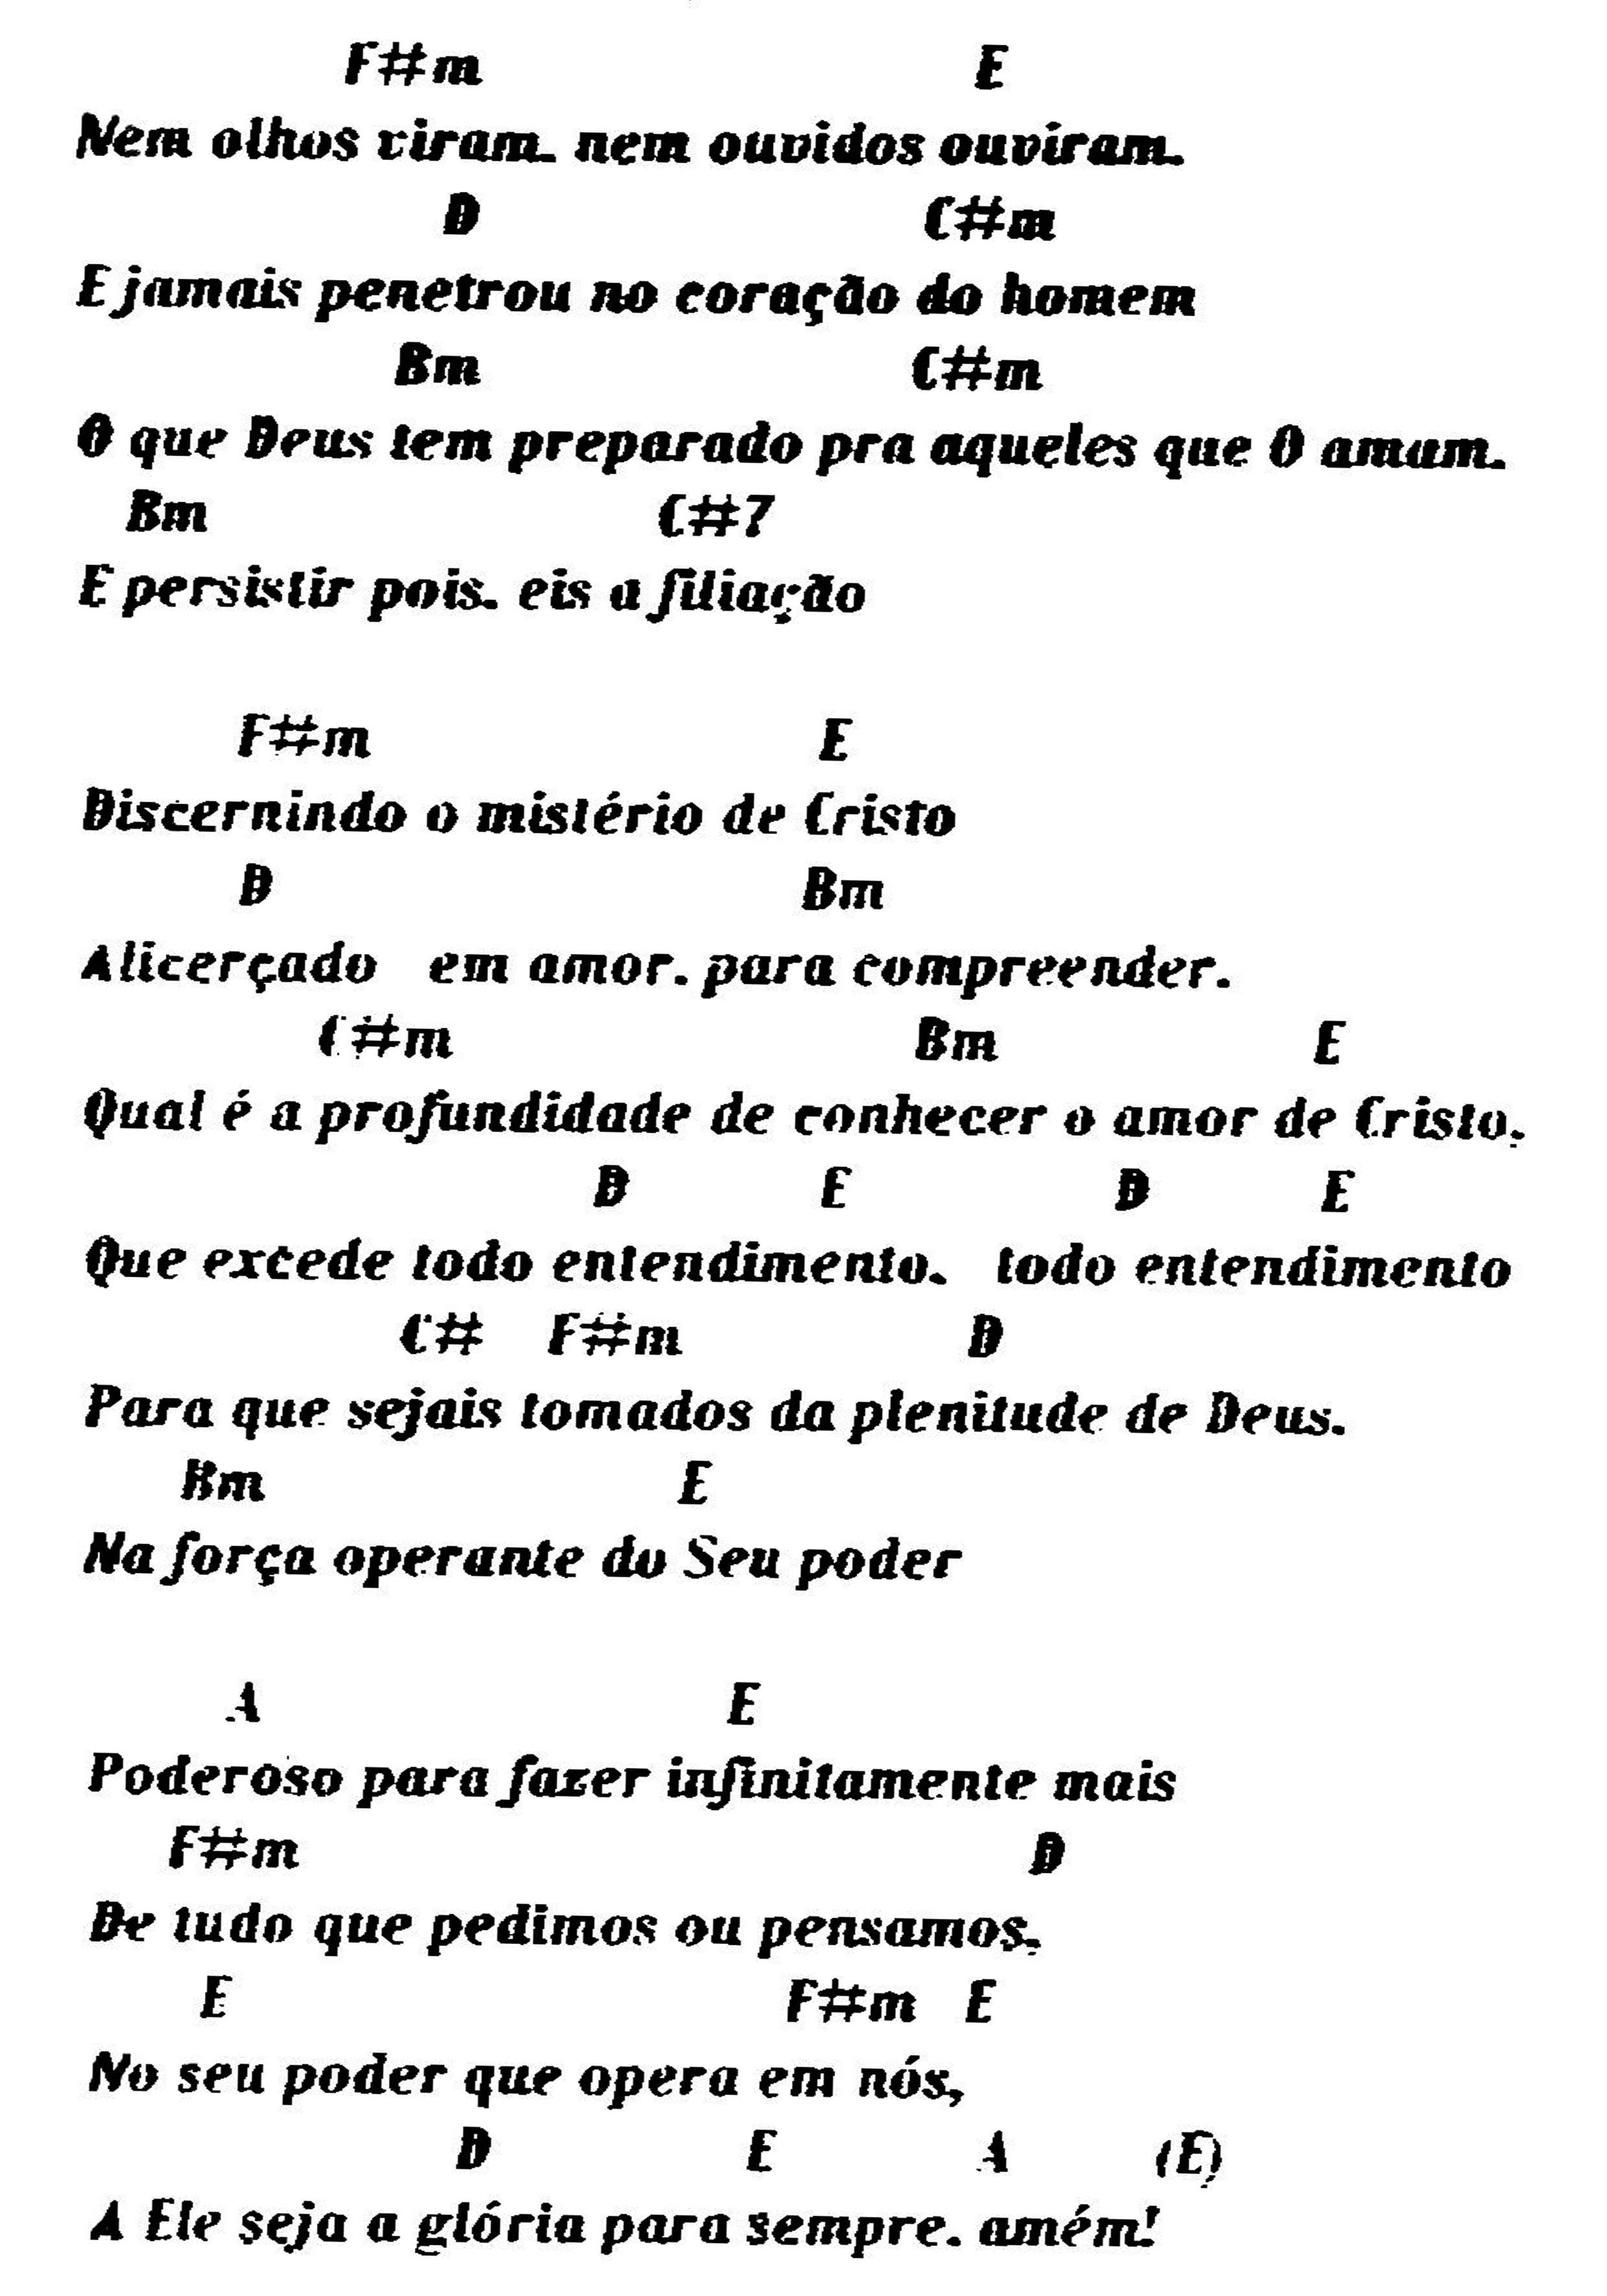 F#m E
Nem olhos viram. nem ouvidos ouviram.
D C#m
E jamais penetrou no coração do homem
Bm C#m
O que Deus tem preparado pra aqueles que O amam.
Bm C#7
E persistir pois. eis a filiação
F#m E
Discernindo o mistério de Cristo
D Bm
Alicerçado em amor. para compreender.
C#m Bm E
Qual é a profundidade de conhecer o amor de Cristo.
D E D E
Que excede todo entendimento. todo entendimento
C# F#m D
Para que sejais tomados da plenitude de Deus.
Bm E
Na força operante do Seu poder
A E
Poderoso para fazer infinitamente mais
F#m D
De tudo que pedimos ou pensamos.
E F#m E
No seu poder que opera em nós,
D E A (E)
A Ele seja a glória para sempre. amém!